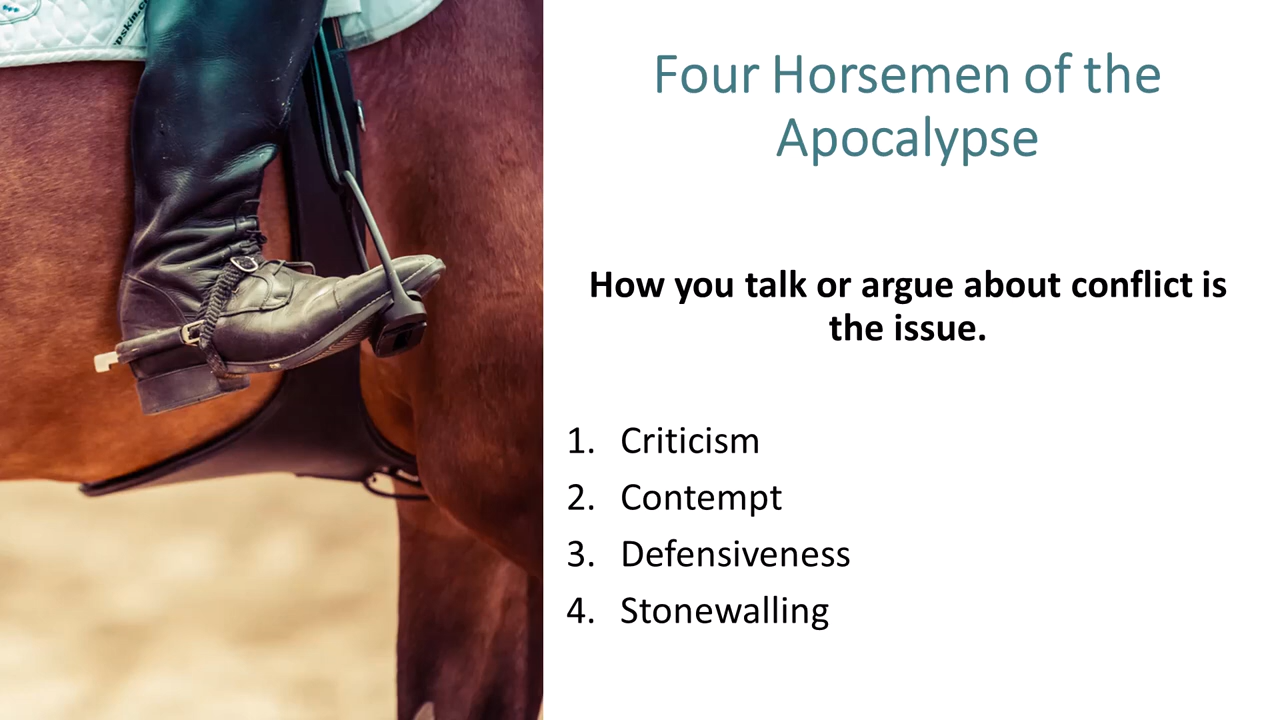 pskin.c
Four Horsemen of the
Apocalypse
How you talk or argue about conflict is
the issue.
1. Criticism
2. Contempt
3. Defensiveness
4. Stonewalling